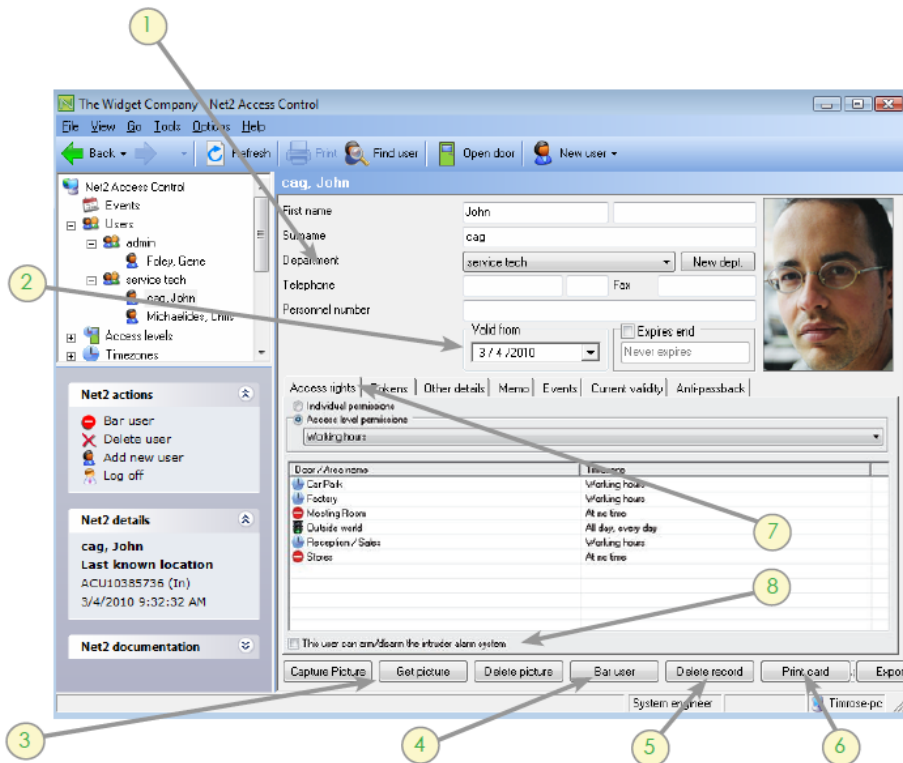 1
The Widget Company - Net2 Access Control
File View Go Tools Options Help
Back Refresh Print Find user Open door New user
Net2 Access Control
Events
Users
admin
Foley, Gene
service tech
cag, John
Michaelides, Chris
Access levels
Timezones
cag, John
First name John
Surname cag
Department service tech New dept.
Telephone Fax
Personnel number
Valid from Expires end
3 / 4 /2010 Never expires
2
Access rights Tokens Other details Memo Events Current validity Anti-passback
Individual permissions
Access level permissions
Working hours
Door / Area name Timezone
Car Park Working hours
Factory Working hours
Meeting Room At no time
Outside world All day, every day
Reception / Sales Working hours
Stores At no time
7
8
Net2 actions
Bar user
Delete user
Add new user
Log off
Net2 details
cag, John
Last known location
ACU10385736 (In)
3/4/2010 9:32:32 AM
Net2 documentation
This user can arm/disarm the intruder alarm system
Capture Picture Get picture Delete picture Bar user Delete record Print card Expor
System engineer Timrose-pc
3
4
5
6